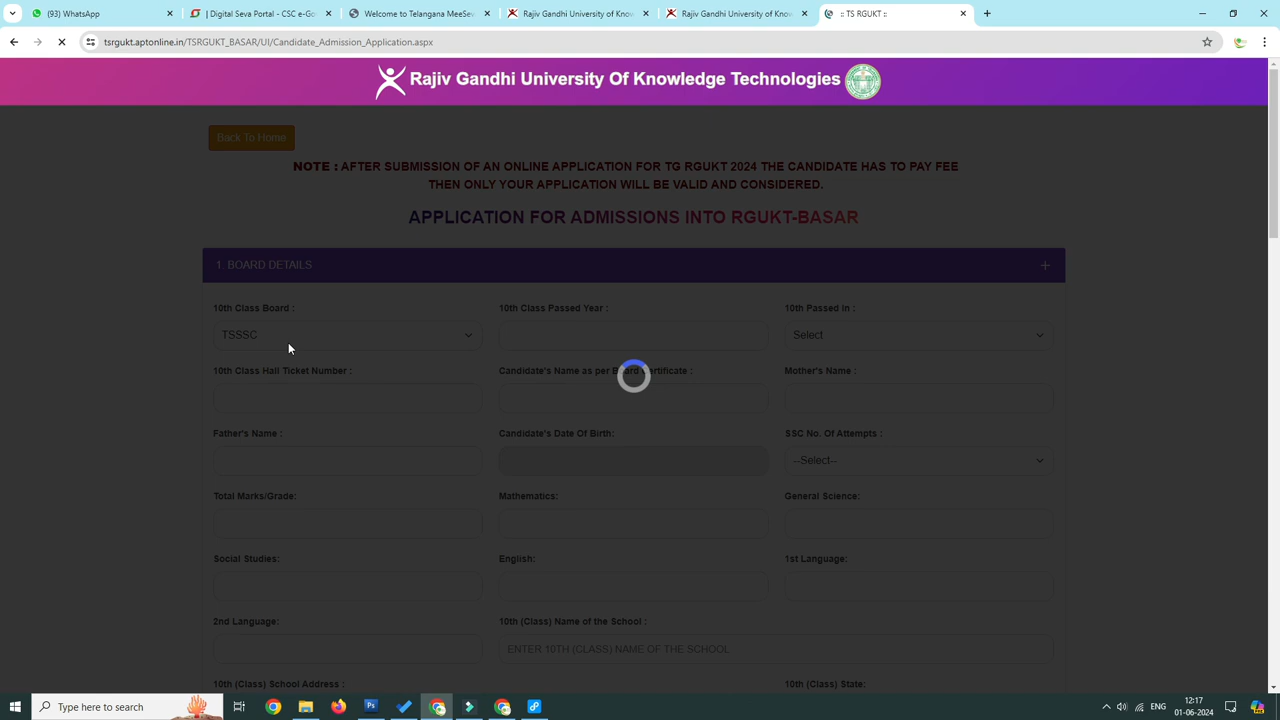 (93) WhatsApp
| Digital Seva Portal - CSC e-Go
Welcome to Telangana MeeSev
Rajiv Gandhi University of Know
Rajiv Gandhi University of Know
:: TS RGUKT ::
tsrgukt.aptonline.in/TSRGUKT_BASAR/UI/Candidate_Admission_Application.aspx
Rajiv Gandhi University Of Knowledge Technologies
Back To Home
NOTE : AFTER SUBMISSION OF AN ONLINE APPLICATION FOR TG RGUKT 2024 THE CANDIDATE HAS TO PAY FEE
THEN ONLY YOUR APPLICATION WILL BE VALID AND CONSIDERED.
APPLICATION FOR ADMISSIONS INTO RGUKT-BASAR
1. BOARD DETAILS
10th Class Board :
10th Class Passed Year :
10th Passed in :
TSSSC
Select
10th Class Hall Ticket Number :
Candidate's Name as per Board Certificate :
Mother's Name :
Father's Name :
Candidate's Date Of Birth:
SSC No. Of Attempts :
--Select--
Total Marks/Grade:
Mathematics:
General Science:
Social Studies:
English:
1st Language:
2nd Language:
10th (Class) Name of the School :
ENTER 10TH (CLASS) NAME OF THE SCHOOL
10th (Class) School Address :
10th (Class) State:
Type here to search
ENG
12:17
01-06-2024